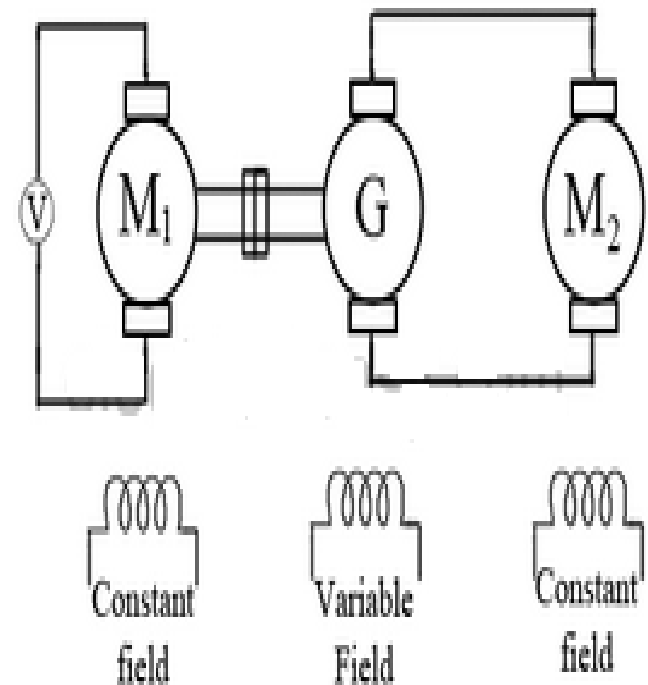 V
M1
G
M2
Constant
field
Variable
Field
Constant
field